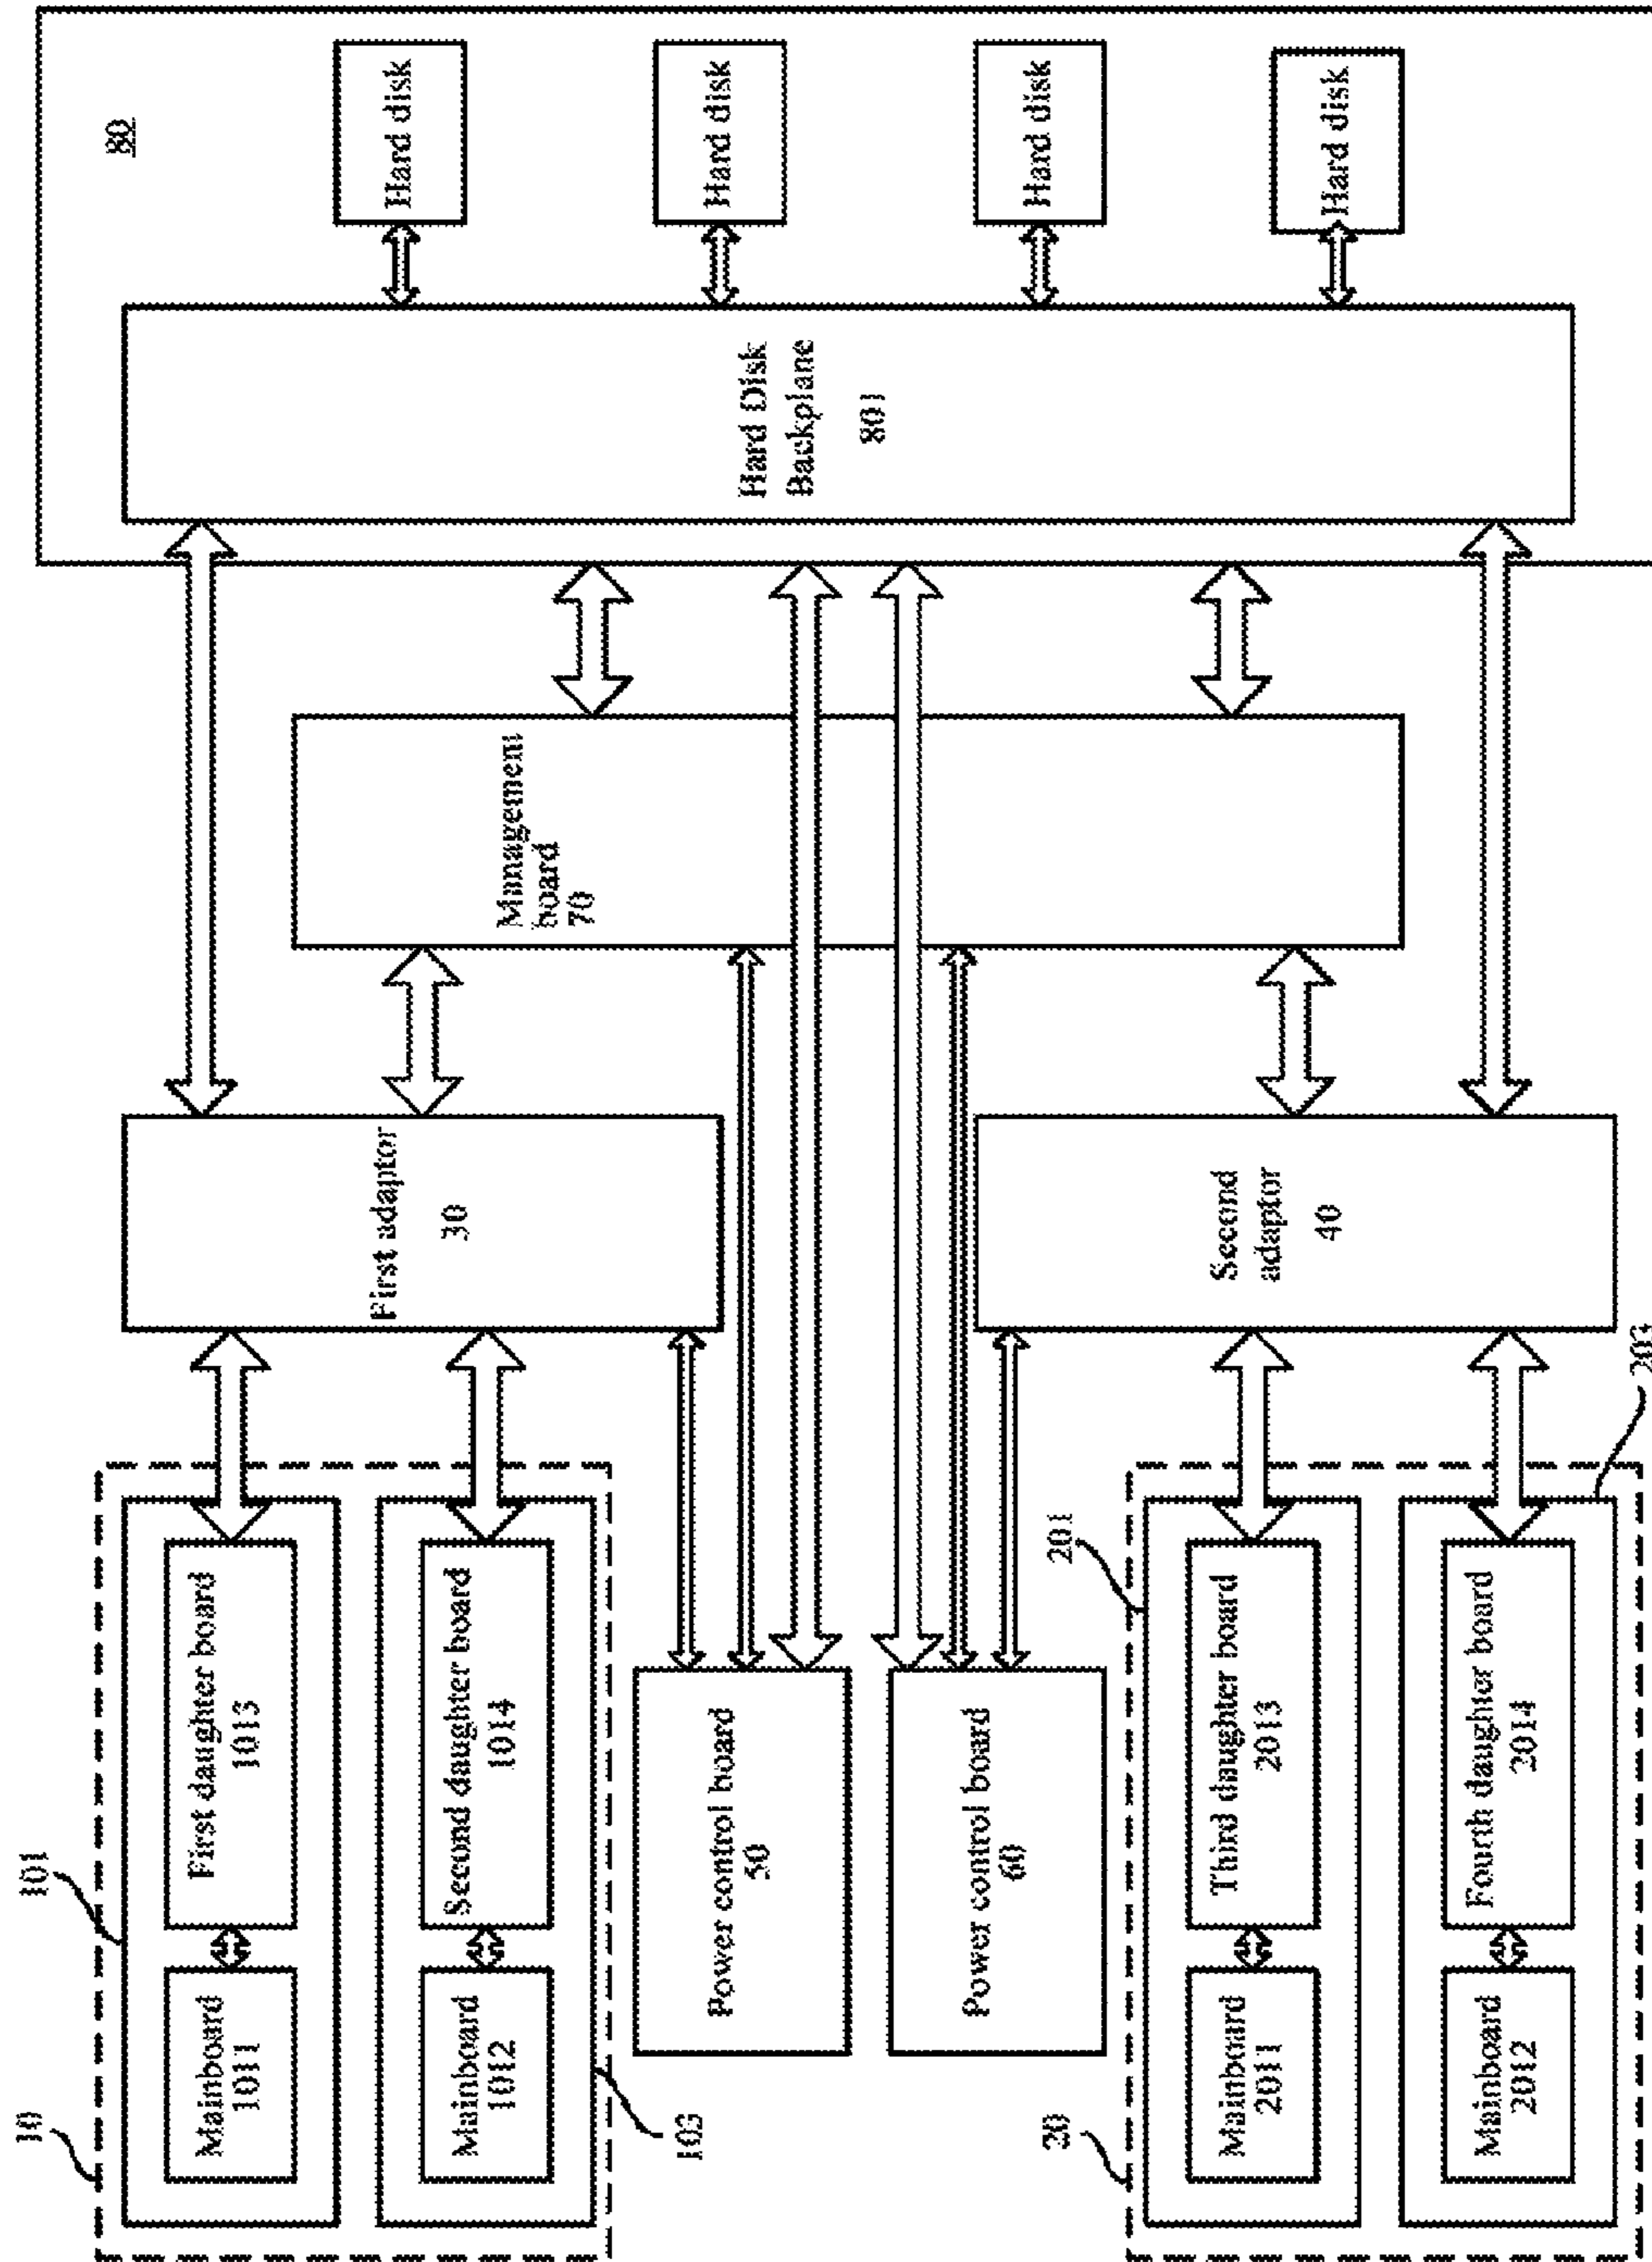 10
101
Mainboard
1011
First daughter board
1013
First adaptor
30
80
Hard disk
Mainboard
1012
Second daughter board
1014
103
Management
board
70
Hard disk
Power control board
50
Hard Disk
Backplane
801
Power control board
60
Hard disk
20
201
Mainboard
2011
Third daughter board
2013
Second
adaptor
40
Hard disk
Mainboard
2012
Fourth daughter board
2014
203